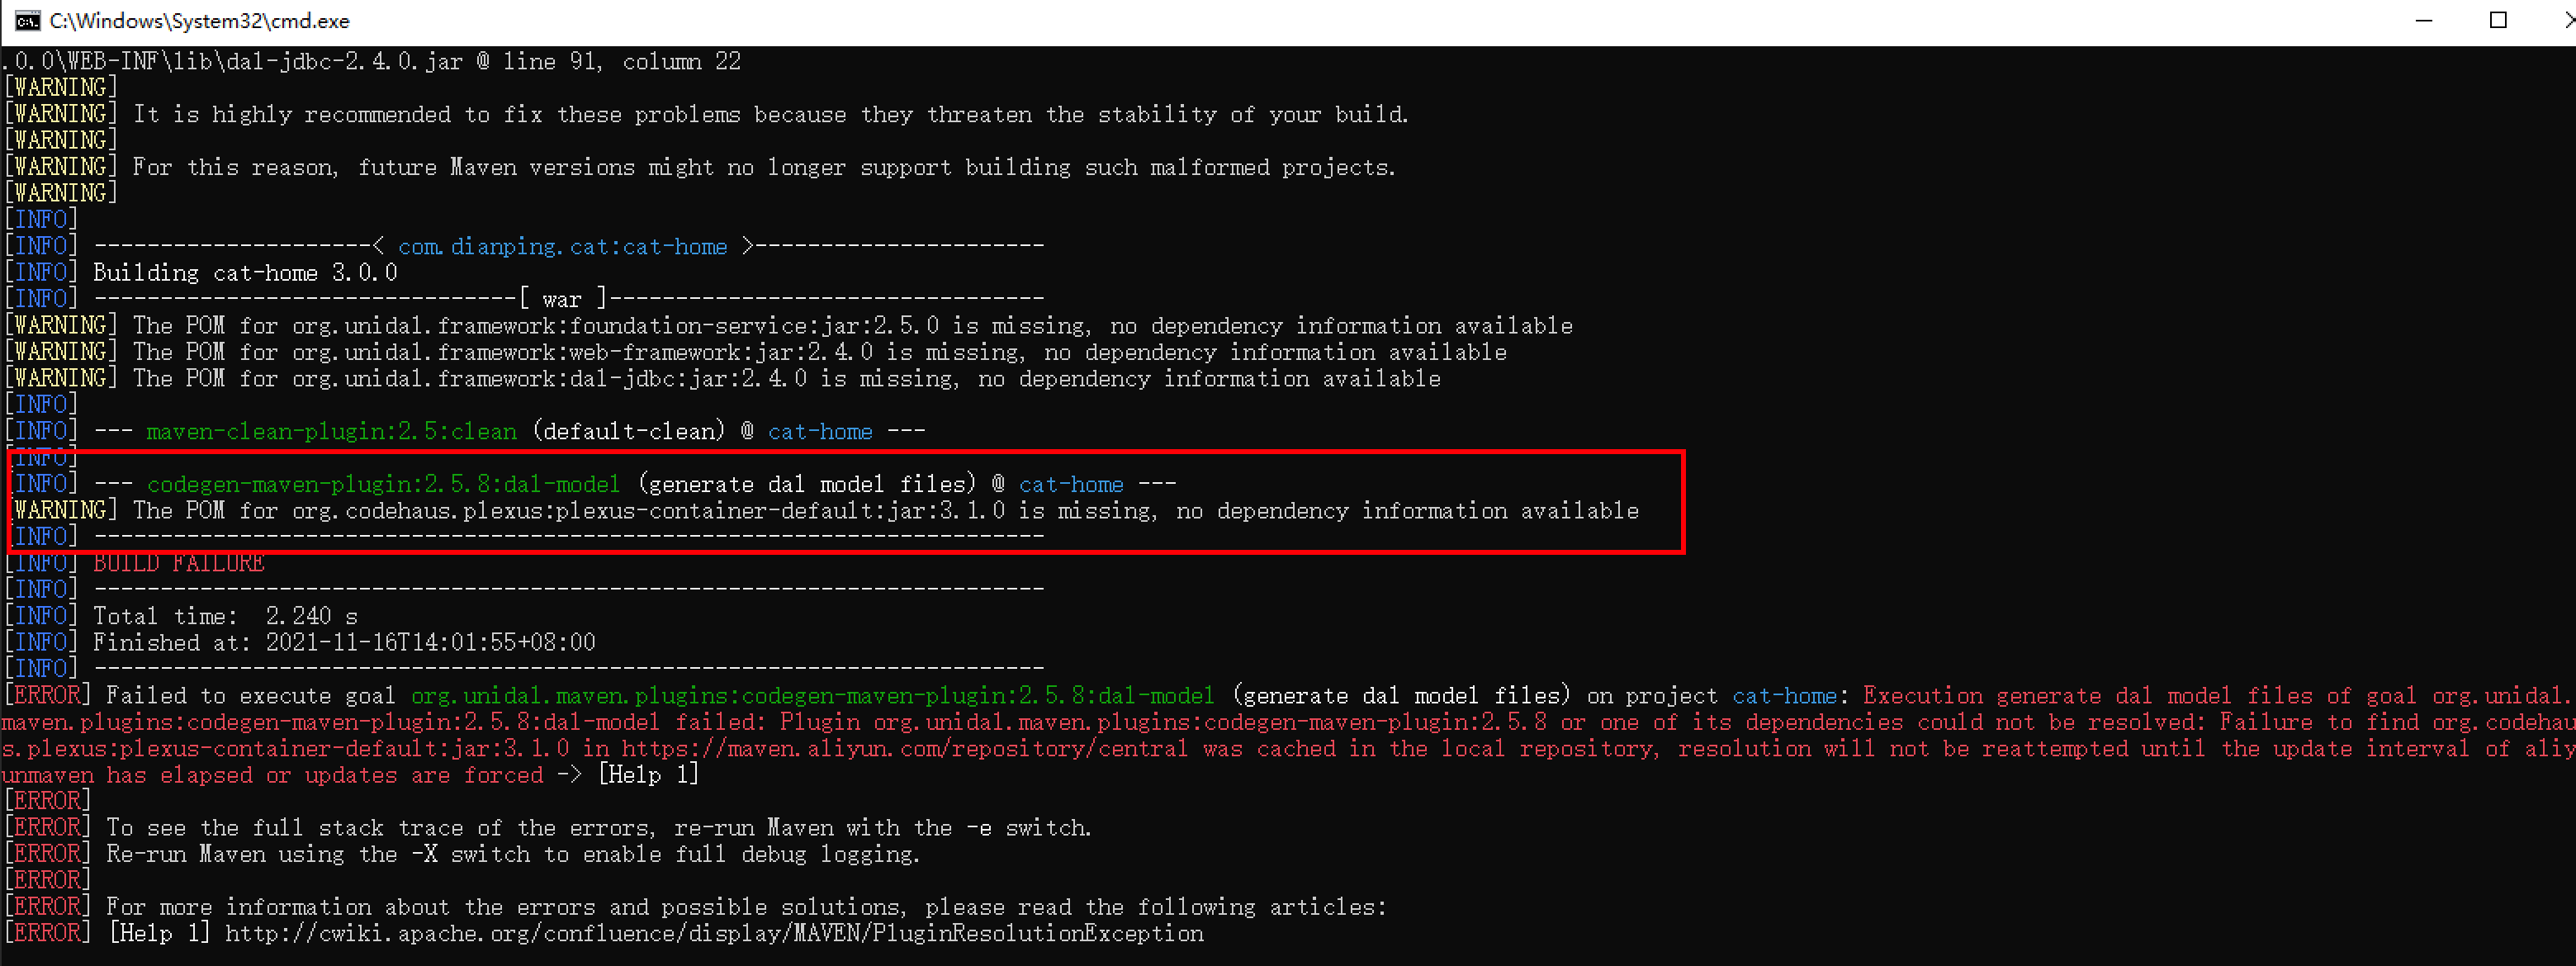 C:\Windows\System32\cmd.exe
.0.0\WEB-INF\lib\dal-jdbc-2.4.0.jar @ line 91, column 22
[WARNING]
[WARNING] It is highly recommended to fix these problems because they threaten the stability of your build.
[WARNING]
[WARNING] For this reason, future Maven versions might no longer support building such malformed projects.
[WARNING]
[INFO]
[INFO] ---------------------< com.dianping.cat:cat-home >----------------------
[INFO] Building cat-home 3.0.0
[INFO] --------------------------------[ war ]---------------------------------
[WARNING] The POM for org.unidal.framework:foundation-service:jar:2.5.0 is missing, no dependency information available
[WARNING] The POM for org.unidal.framework:web-framework:jar:2.4.0 is missing, no dependency information available
[WARNING] The POM for org.unidal.framework:dal-jdbc:jar:2.4.0 is missing, no dependency information available
[INFO]
[INFO] --- maven-clean-plugin:2.5:clean (default-clean) @ cat-home ---
[INFO]
[INFO] --- codegen-maven-plugin:2.5.8:dal-model (generate dal model files) @ cat-home ---
[WARNING] The POM for org.codehaus.plexus:plexus-container-default:jar:3.1.0 is missing, no dependency information available
[INFO] ------------------------------------------------------------------------
[INFO] BUILD FAILURE
[INFO] ------------------------------------------------------------------------
[INFO] Total time:  2.240 s
[INFO] Finished at: 2021-11-16T14:01:55+08:00
[INFO] ------------------------------------------------------------------------
[ERROR] Failed to execute goal org.unidal.maven.plugins:codegen-maven-plugin:2.5.8:dal-model (generate dal model files) on project cat-home: Execution generate dal model files of goal org.unidal.
maven.plugins:codegen-maven-plugin:2.5.8:dal-model failed: Plugin org.unidal.maven.plugins:codegen-maven-plugin:2.5.8 or one of its dependencies could not be resolved: Failure to find org.codehau
s.plexus:plexus-container-default:jar:3.1.0 in https://maven.aliyun.com/repository/central was cached in the local repository, resolution will not be reattempted until the update interval of aliy
unmaven has elapsed or updates are forced -> [Help 1]
[ERROR]
[ERROR] To see the full stack trace of the errors, re-run Maven with the -e switch.
[ERROR] Re-run Maven using the -X switch to enable full debug logging.
[ERROR]
[ERROR] For more information about the errors and possible solutions, please read the following articles:
[ERROR] [Help 1] http://cwiki.apache.org/confluence/display/MAVEN/PluginResolutionException